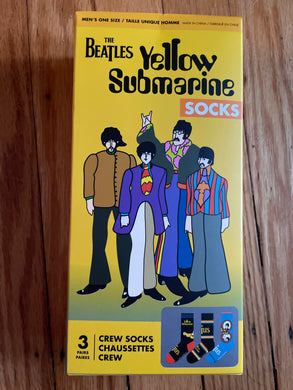 MEN'S ONE SIZE / TAILLE UNIQUE HOMME MADE IN CHINA / FABRIQUÉ EN CHINE
THE
BEATLES
Yellow
Submarine
SOCKS
3
PAIRS
PAIRES
CREW SOCKS
CHAUSSETTES
CREW